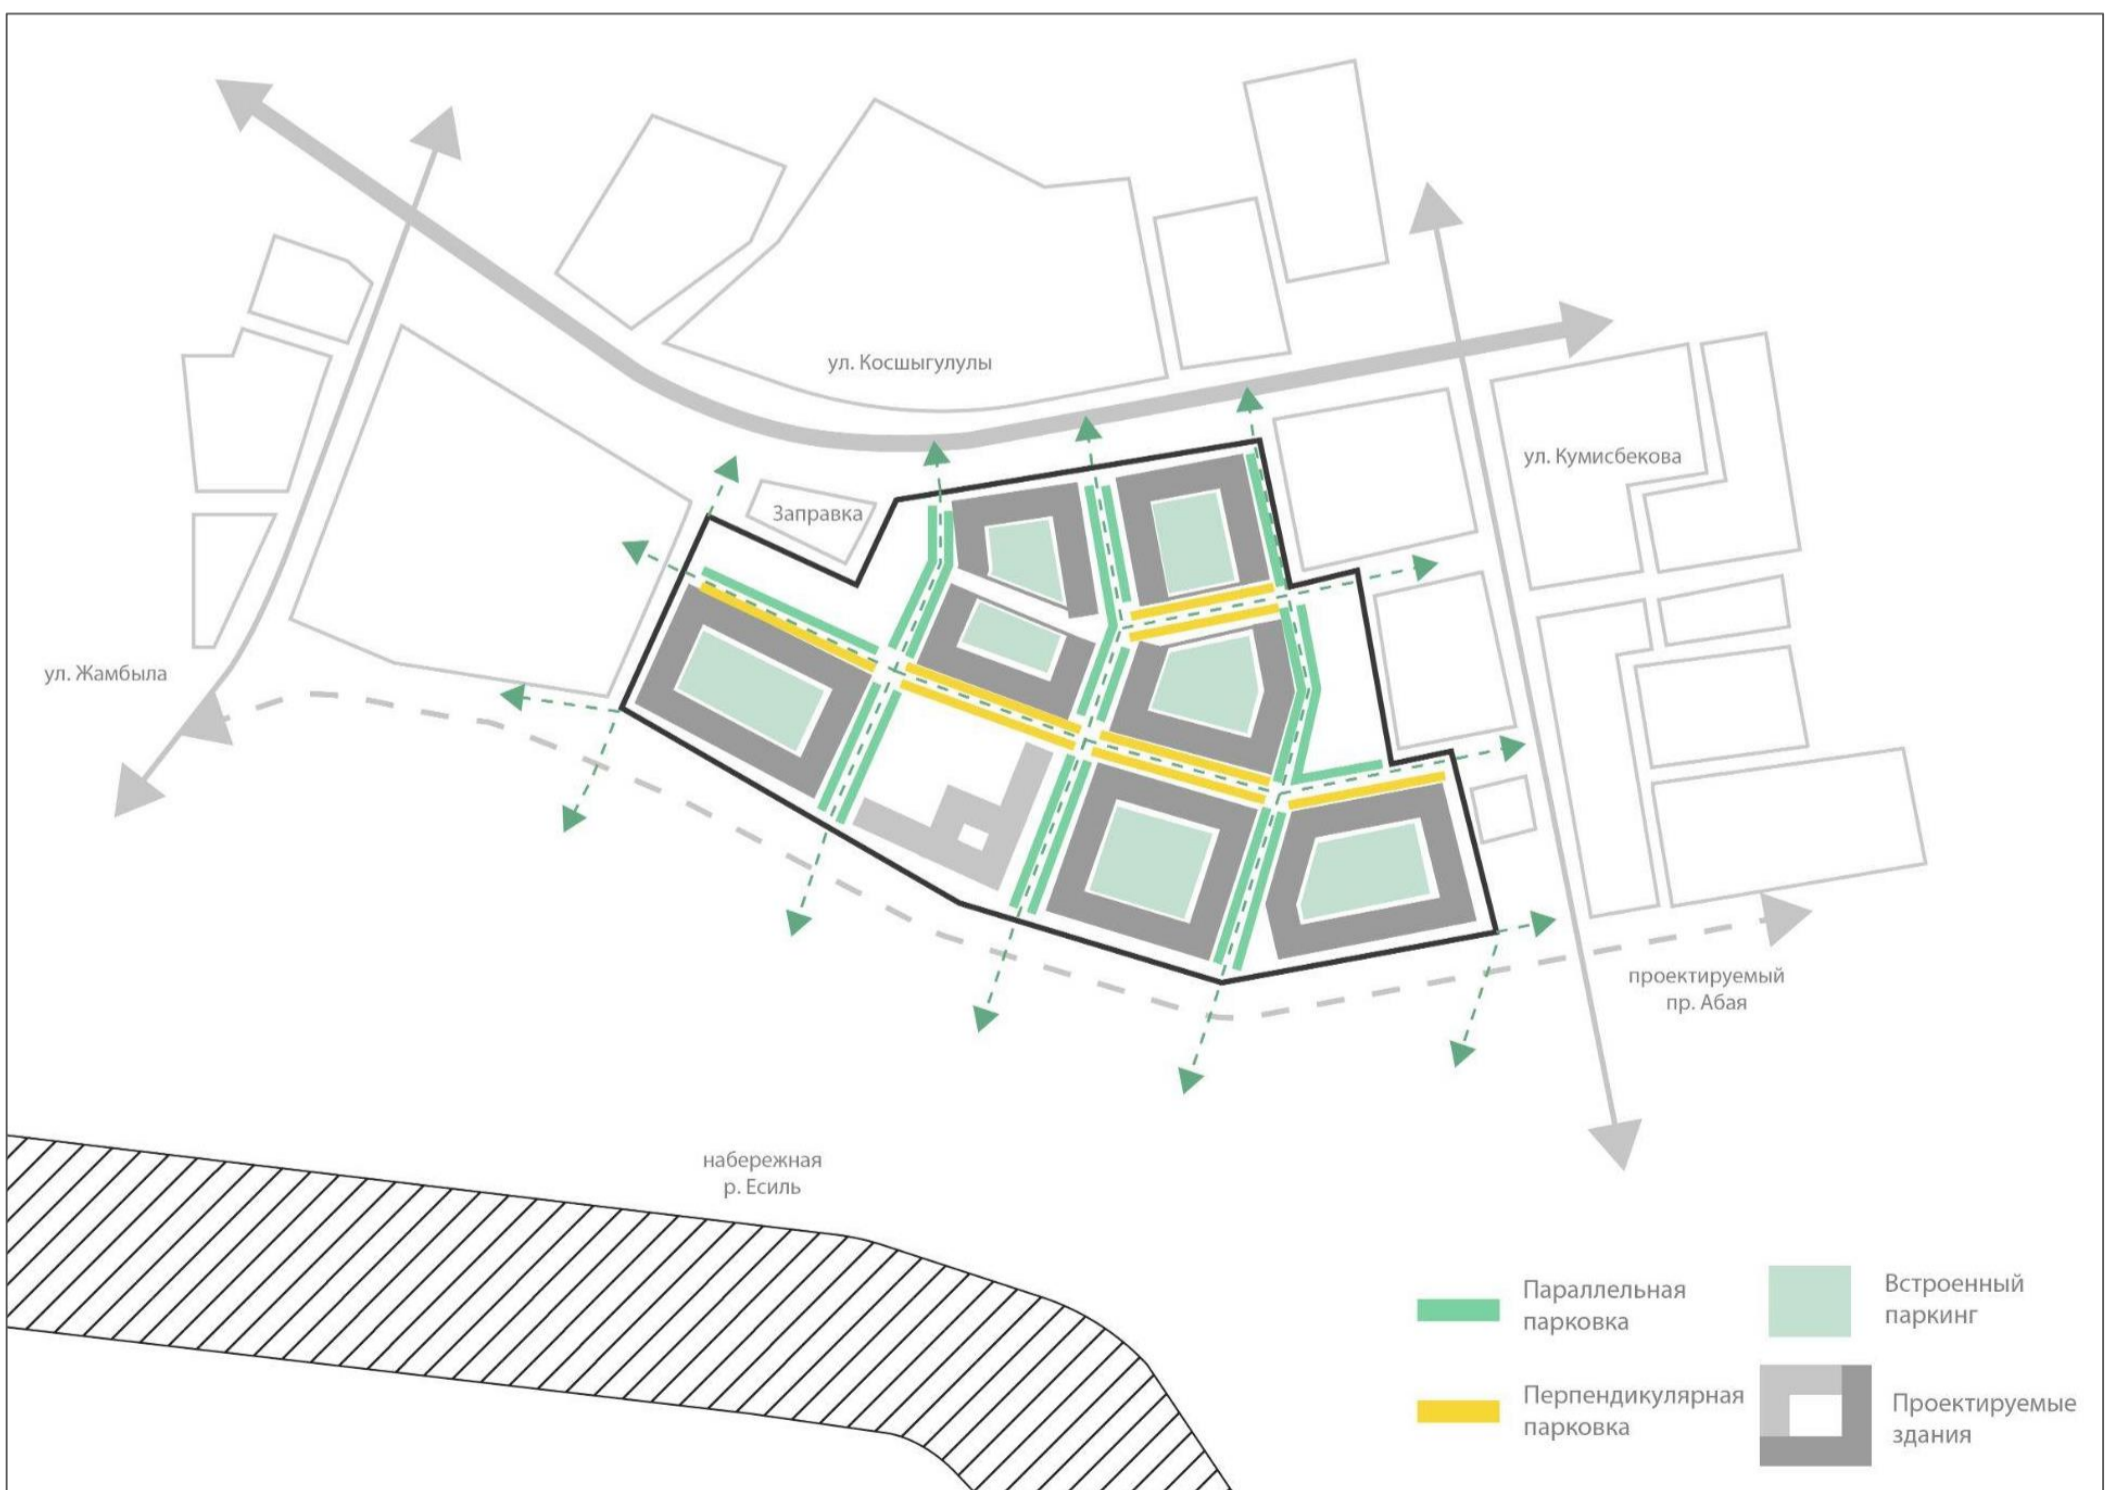 ул. Косшыгулулы
ул. Кумисбекова
Заправка
ул. Жамбыла
проектируемый
пр. Абая
набережная
р. Есиль
Параллельная
парковка
Встроенный
паркинг
Перпендикулярная
парковка
Проектируемые
здания